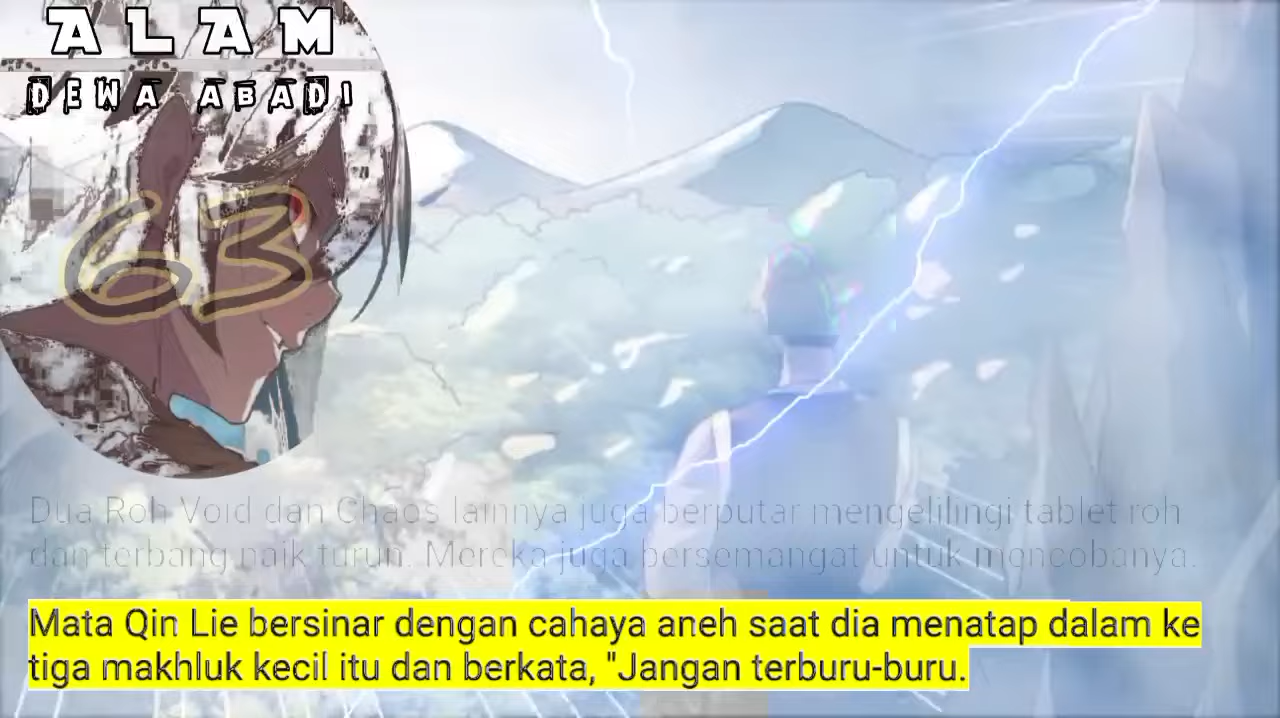 ALAM
DEWA ABADI
63
Dua Roh Void dan Chaos lainnya juga berputar mengelilingi tablet roh
dan terbang naik turun. Mereka juga bersemangat untuk mencobanya.
Mata Qin Lie bersinar dengan cahaya aneh saat dia menatap dalam ke
tiga makhluk kecil itu dan berkata, "Jangan terburu-buru.